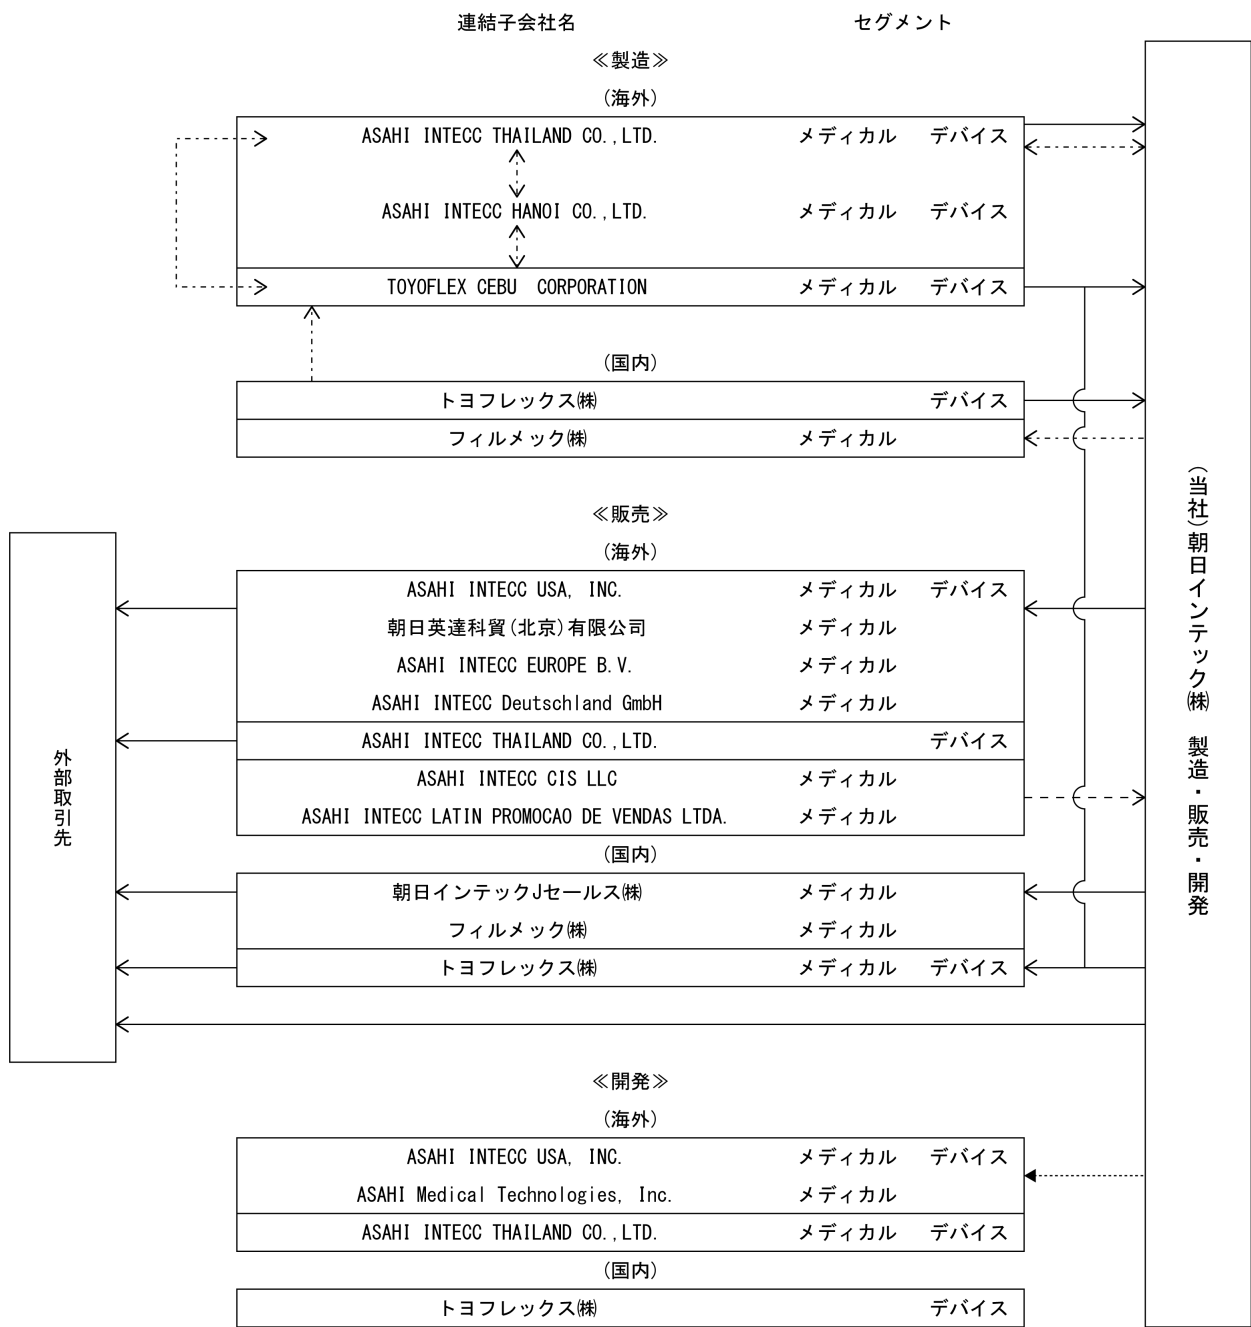 連結子会社名 セグメント
≪製造≫
(海外)
ASAHI INTECC THAILAND CO.,LTD. メディカル デバイス
ASAHI INTECC HANOI CO.,LTD. メディカル デバイス
TOYOFLEX CEBU CORPORATION メディカル デバイス
(国内)
トヨフレックス㈱ デバイス
フィルメック㈱ メディカル
≪販売≫
(海外)
ASAHI INTECC USA, INC. メディカル デバイス
朝日英達科貿(北京)有限公司 メディカル
ASAHI INTECC EUROPE B.V. メディカル
ASAHI INTECC Deutschland GmbH メディカル
ASAHI INTECC THAILAND CO.,LTD. デバイス
ASAHI INTECC CIS LLC メディカル
ASAHI INTECC LATIN PROMOCAO DE VENDAS LTDA. メディカル
(国内)
朝日インテックJセールス㈱ メディカル
フィルメック㈱ メディカル
トヨフレックス㈱ メディカル デバイス
≪開発≫
(海外)
ASAHI INTECC USA, INC. メディカル デバイス
ASAHI Medical Technologies, Inc. メディカル
ASAHI INTECC THAILAND CO.,LTD. メディカル デバイス
(国内)
トヨフレックス㈱ デバイス
外部取引先
(当社)朝日インテック㈱ 製造・販売・開発